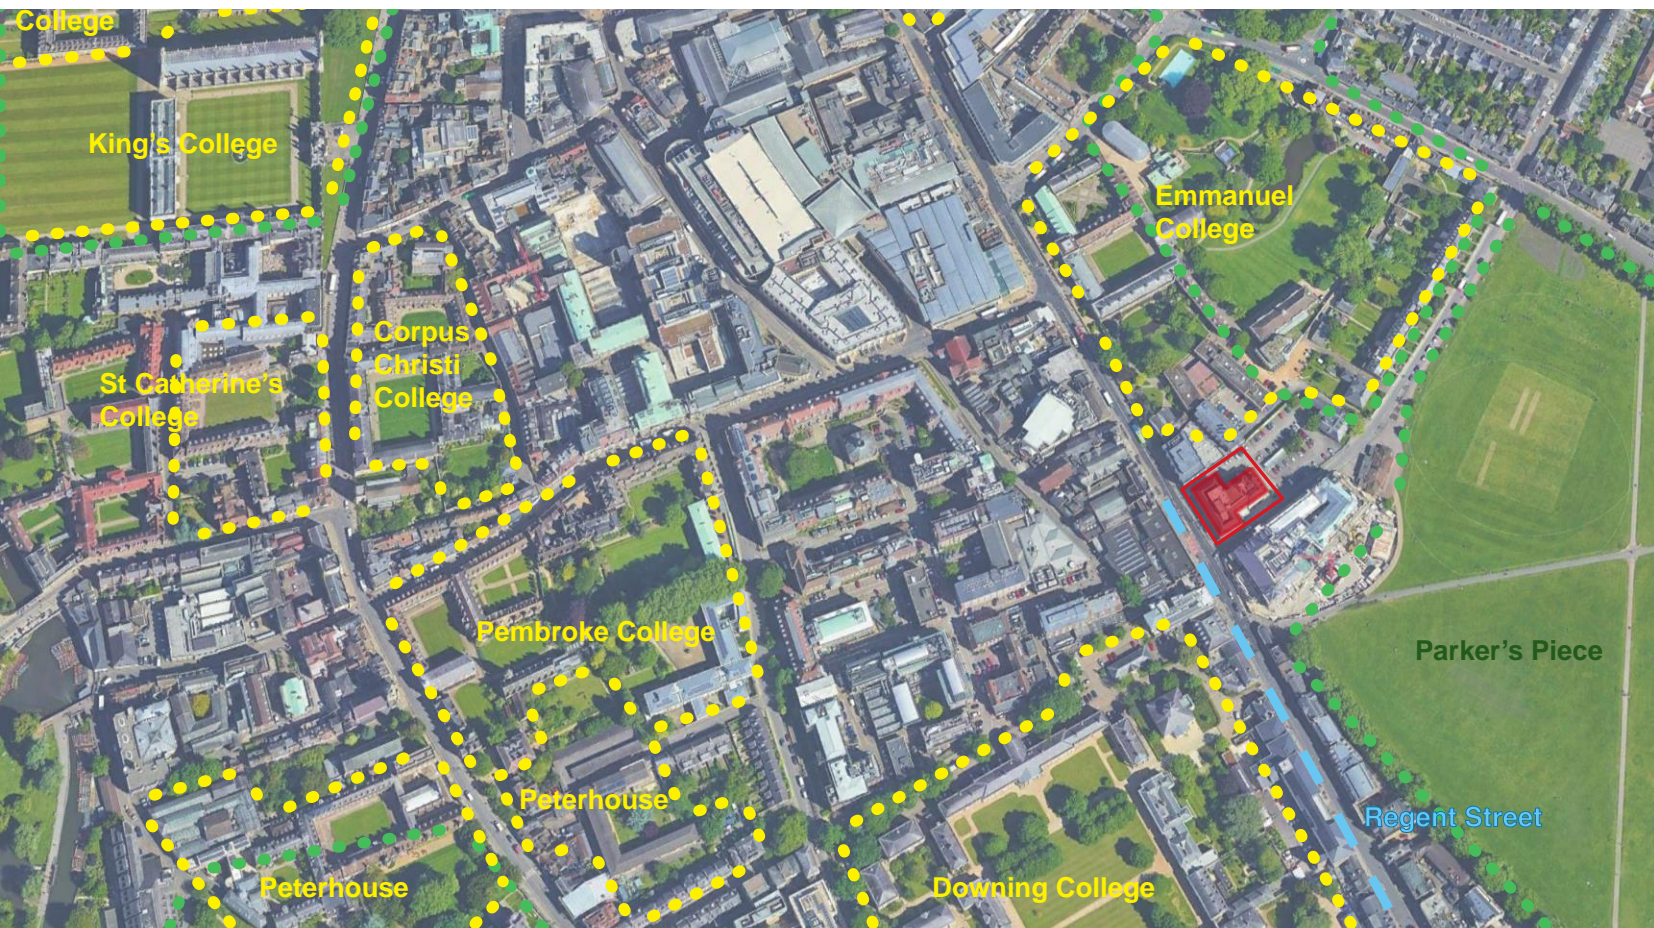 College
King's College
Emmanuel
College
Corpus
Christi
College
St Catherine's
College
Pembroke College
Parker's Piece
Peterhouse
Regent Street
Peterhouse
Downing College